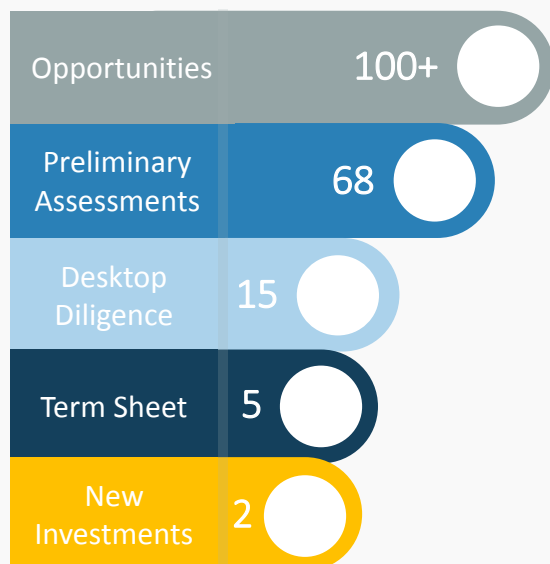 Opportunities 100+
Preliminary
Assessments
68
Desktop
Diligence
15
Term Sheet 5
New
Investments
2